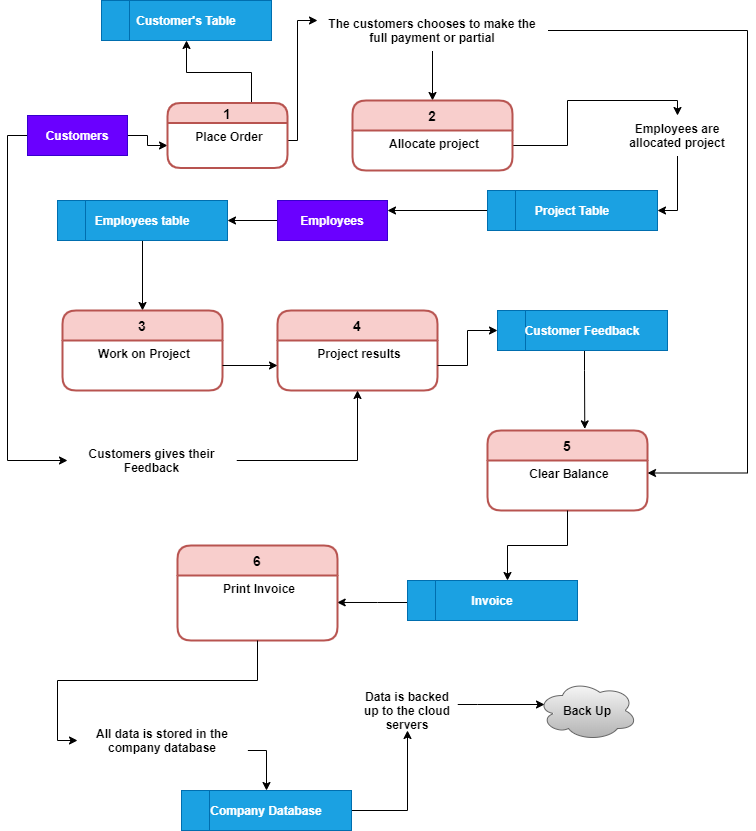 Customer's Table
The customers chooses to make the
full payment or partial
1
Place Order
2
Allocate project
Customers
Employees are
allocated project
Employees table
Employees
Project Table
3
Work on Project
4
Project results
Customer Feedback
Customers gives their
Feedback
5
Clear Balance
6
Print Invoice
Invoice
All data is stored in the
company database
Data is backed
up to the cloud
servers
Back Up
Company Database